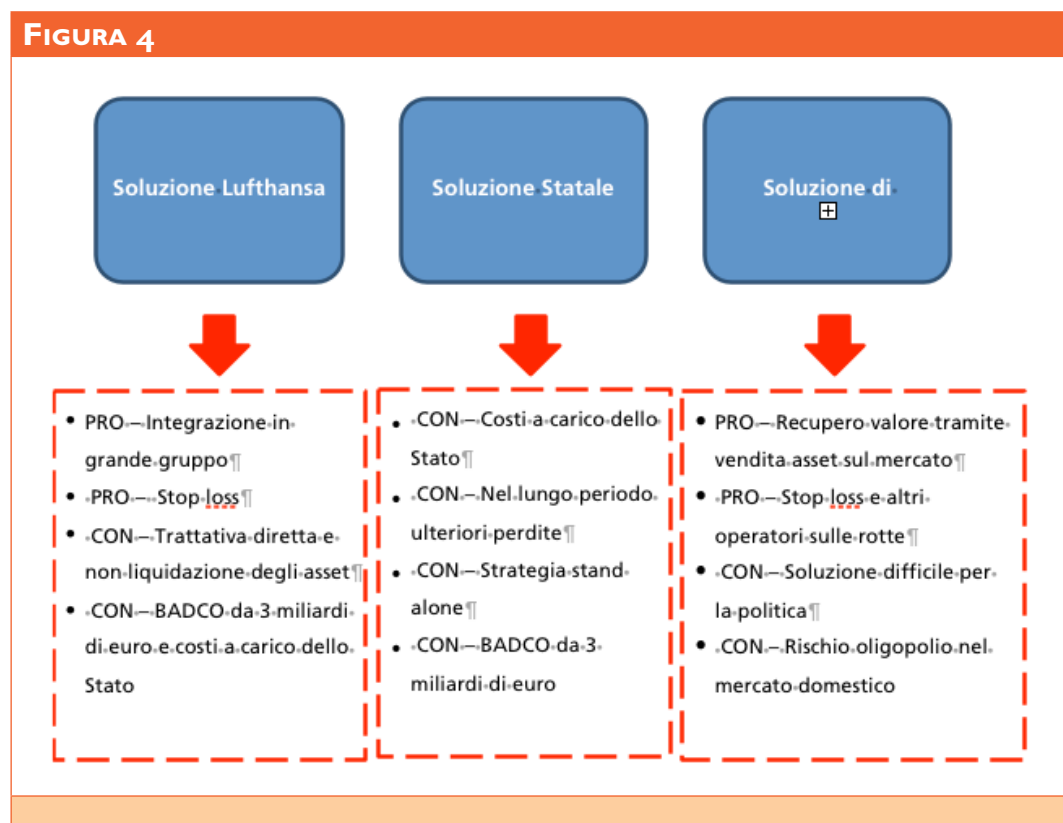 FIGURA 4
Soluzione Lufthansa
Soluzione Statale
Soluzione di
• PRO – Integrazione in
grande gruppo¶
• PRO – Stop loss¶
• CON – Trattativa diretta e
non liquidazione degli asset¶
• CON – BADCO da 3 miliardi
di euro e costi a carico dello
Stato
• CON – Costi a carico dello
Stato¶
• CON – Nel lungo periodo
ulteriori perdite¶
• CON – Strategia stand
alone¶
• CON – BADCO da 3
miliardi di euro
• PRO – Recupero valore tramite
vendita asset sul mercato¶
• PRO – Stop loss e altri
operatori sulle rotte¶
• CON – Soluzione difficile per
la politica¶
• CON – Rischio oligopolio nel
mercato domestico